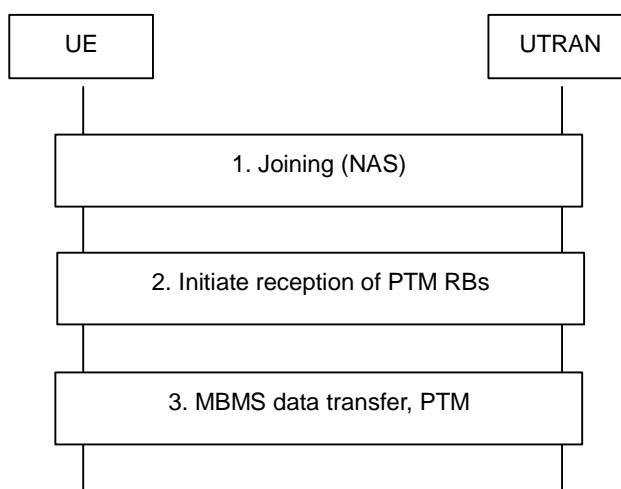 UE
UTRAN
1. Joining (NAS)
2. Initiate reception of PTM RBs
3. MBMS data transfer, PTM